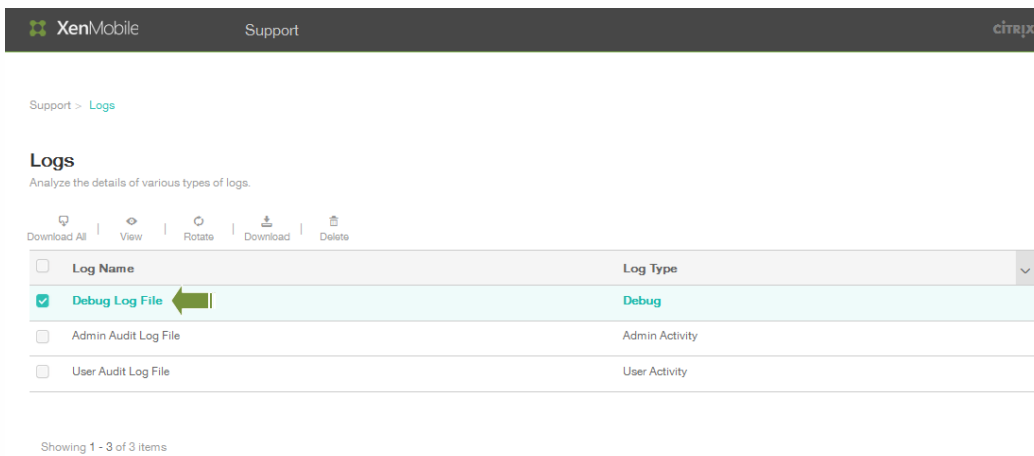 XenMobile Support CITRIX
Support > Logs
Logs
Analyze the details of various types of logs.
Download All View Rotate Download Delete
Log Name Log Type
Debug Log File Debug
Admin Audit Log File Admin Activity
User Audit Log File User Activity
Showing 1 - 3 of 3 items